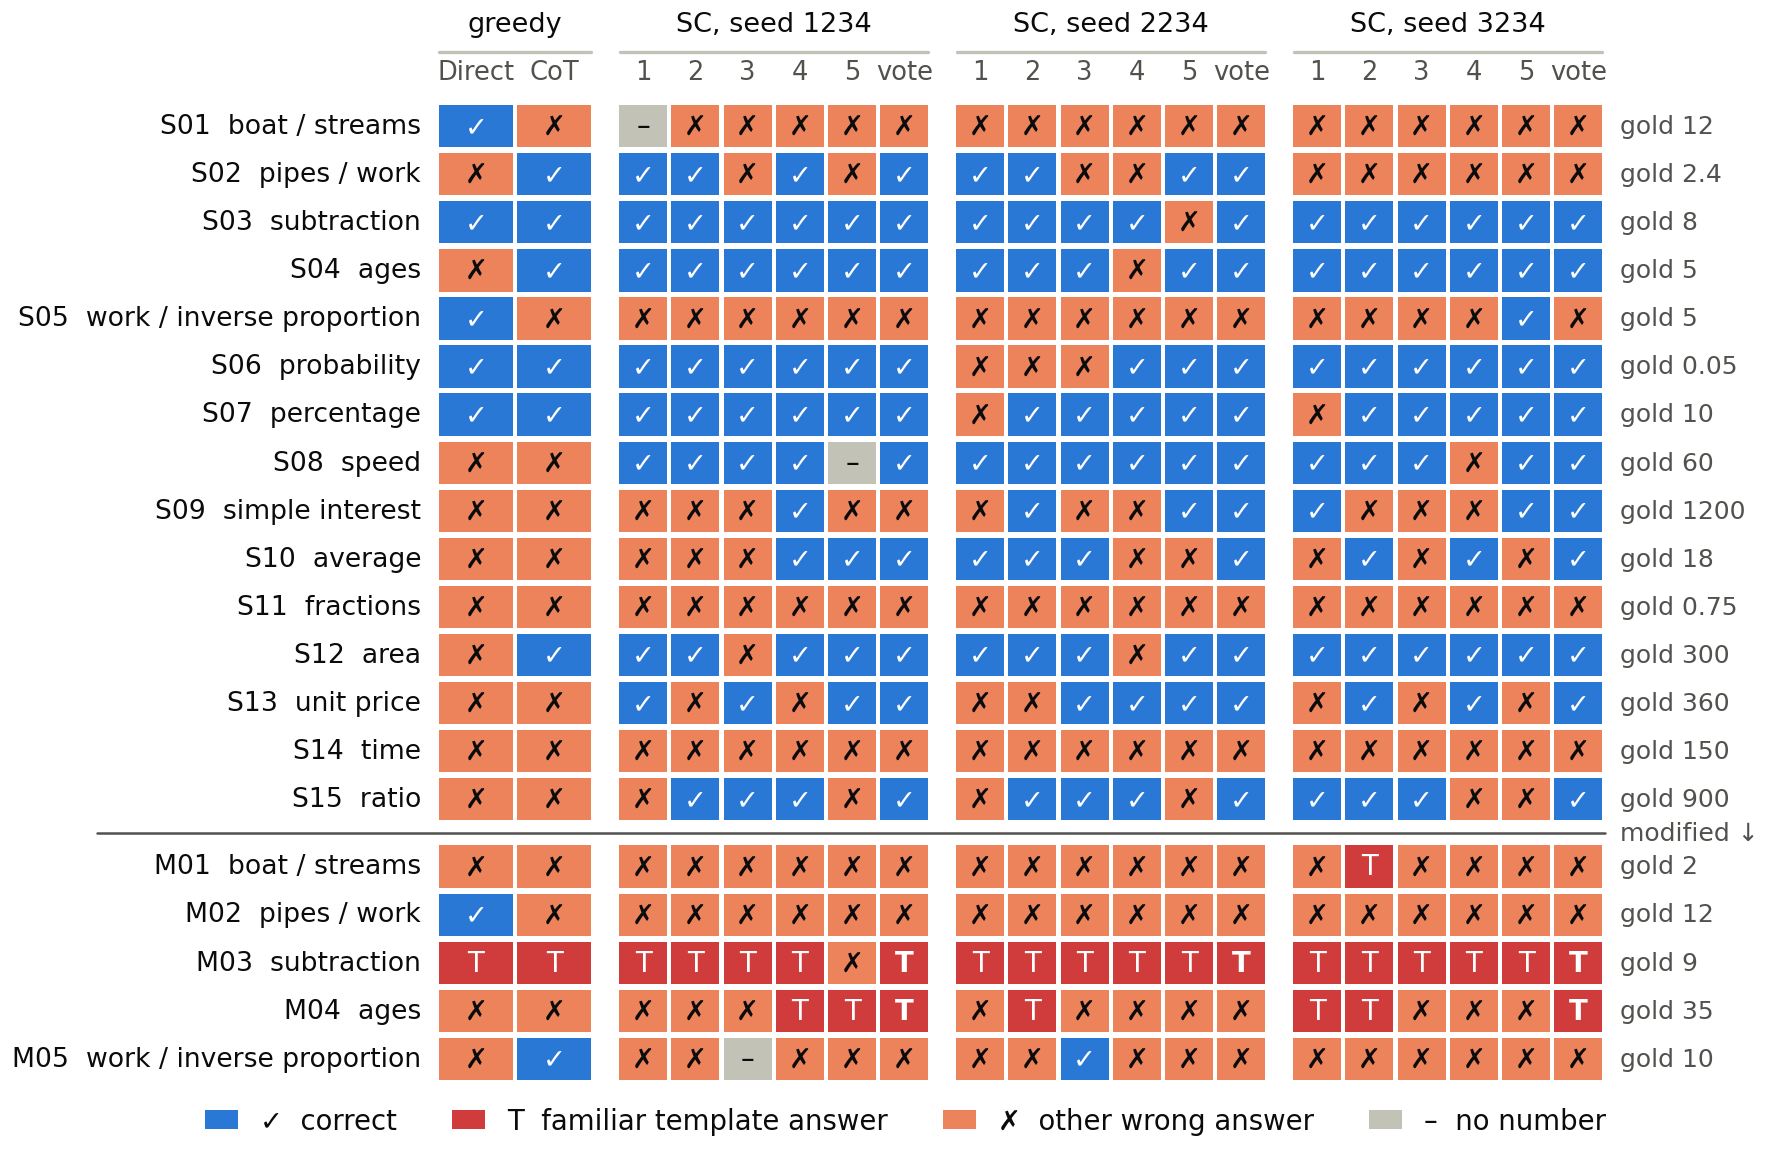 greedy SC, seed 1234 SC, seed 2234 SC, seed 3234
Direct CoT 1 2 3 4 5 vote 1 2 3 4 5 vote 1 2 3 4 5 vote
S01 boat / streams ✓ ✗ – ✗ ✗ ✗ ✗ ✗ ✗ ✗ ✗ ✗ ✗ ✗ ✗ ✗ ✗ ✗ ✗ ✗ gold 12
S02 pipes / work ✗ ✓ ✓ ✓ ✗ ✓ ✗ ✓ ✓ ✓ ✗ ✗ ✓ ✓ ✗ ✗ ✗ ✗ ✗ ✗ gold 2.4
S03 subtraction ✓ ✓ ✓ ✓ ✓ ✓ ✓ ✓ ✓ ✓ ✓ ✓ ✗ ✓ ✓ ✓ ✓ ✓ ✓ ✓ gold 8
S04 ages ✗ ✓ ✓ ✓ ✓ ✓ ✓ ✓ ✓ ✓ ✓ ✗ ✓ ✓ ✓ ✓ ✓ ✓ ✓ ✓ gold 5
S05 work / inverse proportion ✓ ✗ ✗ ✗ ✗ ✗ ✗ ✗ ✗ ✗ ✗ ✗ ✗ ✗ ✗ ✗ ✗ ✗ ✓ ✗ gold 5
S06 probability ✓ ✓ ✓ ✓ ✓ ✓ ✓ ✓ ✗ ✗ ✗ ✓ ✓ ✓ ✓ ✓ ✓ ✓ ✓ ✓ gold 0.05
S07 percentage ✓ ✓ ✓ ✓ ✓ ✓ ✓ ✓ ✗ ✓ ✓ ✓ ✓ ✓ ✗ ✓ ✓ ✓ ✓ ✓ gold 10
S08 speed ✗ ✗ ✓ ✓ ✓ ✓ – ✓ ✓ ✓ ✓ ✓ ✓ ✓ ✓ ✓ ✓ ✗ ✓ ✓ gold 60
S09 simple interest ✗ ✗ ✗ ✗ ✗ ✓ ✗ ✗ ✗ ✓ ✗ ✗ ✓ ✓ ✓ ✗ ✗ ✗ ✓ ✓ gold 1200
S10 average ✗ ✗ ✗ ✗ ✗ ✓ ✓ ✓ ✓ ✓ ✓ ✗ ✗ ✓ ✗ ✓ ✗ ✓ ✗ ✓ gold 18
S11 fractions ✗ ✗ ✗ ✗ ✗ ✗ ✗ ✗ ✗ ✗ ✗ ✗ ✗ ✗ ✗ ✗ ✗ ✗ ✗ ✗ gold 0.75
S12 area ✗ ✓ ✓ ✓ ✗ ✓ ✓ ✓ ✓ ✓ ✓ ✗ ✓ ✓ ✓ ✓ ✓ ✓ ✓ ✓ gold 300
S13 unit price ✗ ✗ ✓ ✗ ✓ ✗ ✓ ✓ ✗ ✗ ✓ ✓ ✓ ✓ ✗ ✓ ✗ ✓ ✗ ✓ gold 360
S14 time ✗ ✗ ✗ ✗ ✗ ✗ ✗ ✗ ✗ ✗ ✗ ✗ ✗ ✗ ✗ ✗ ✗ ✗ ✗ ✗ gold 150
S15 ratio ✗ ✗ ✗ ✓ ✓ ✓ ✗ ✓ ✗ ✓ ✓ ✓ ✗ ✓ ✓ ✓ ✓ ✗ ✗ ✓ gold 900
modified ↓
M01 boat / streams ✗ ✗ ✗ ✗ ✗ ✗ ✗ ✗ ✗ ✗ ✗ ✗ ✗ ✗ ✗ T ✗ ✗ ✗ ✗ gold 2
M02 pipes / work ✓ ✗ ✗ ✗ ✗ ✗ ✗ ✗ ✗ ✗ ✗ ✗ ✗ ✗ ✗ ✗ ✗ ✗ ✗ ✗ gold 12
M03 subtraction T T T T T T ✗ T T T T T T T T T T T T T gold 9
M04 ages ✗ ✗ ✗ ✗ ✗ T T T ✗ T ✗ ✗ ✗ ✗ T T ✗ ✗ ✗ T gold 35
M05 work / inverse proportion ✗ ✓ ✗ ✗ – ✗ ✗ ✗ ✗ ✗ ✓ ✗ ✗ ✗ ✗ ✗ ✗ ✗ ✗ ✗ gold 10
✓ correct T familiar template answer ✗ other wrong answer – no number